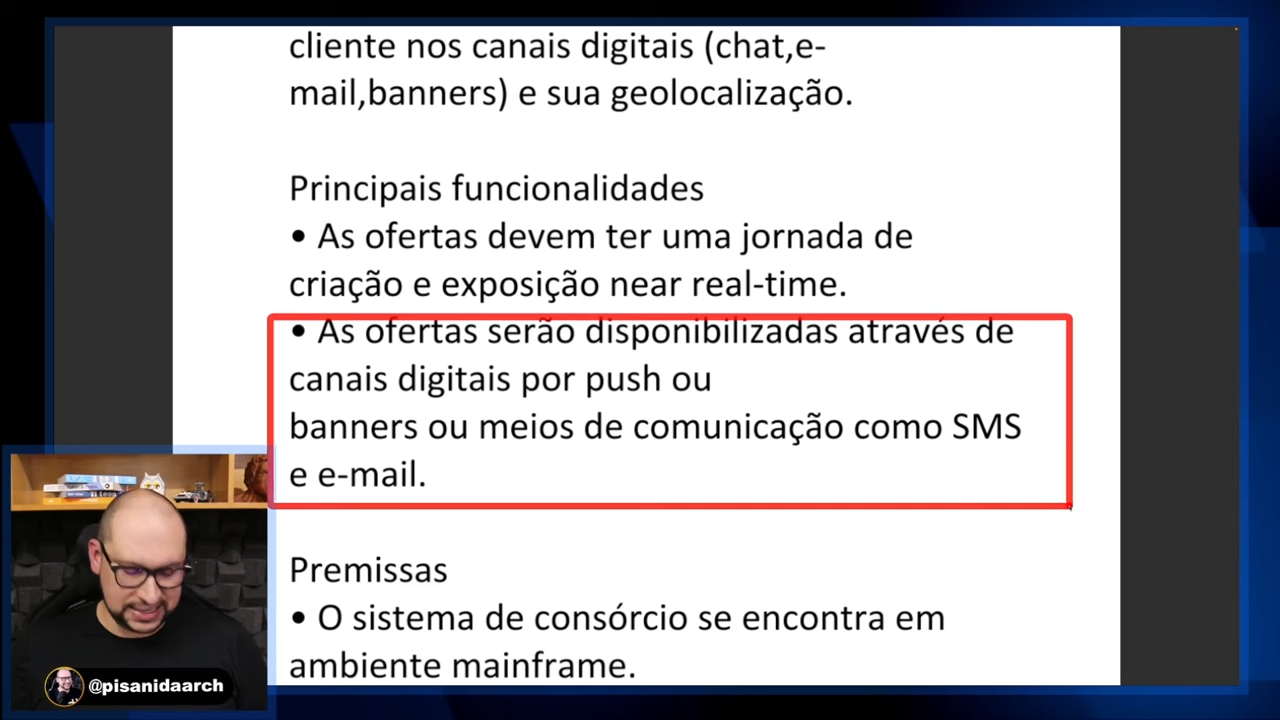 cliente nos canais digitais (chat,e-
mail,banners) e sua geolocalização.
Principais funcionalidades
• As ofertas devem ter uma jornada de
criação e exposição near real-time.
• As ofertas serão disponibilizadas através de
canais digitais por push ou
banners ou meios de comunicação como SMS
e e-mail.
Premissas
• O sistema de consórcio se encontra em
ambiente mainframe.
@pisanidaarch